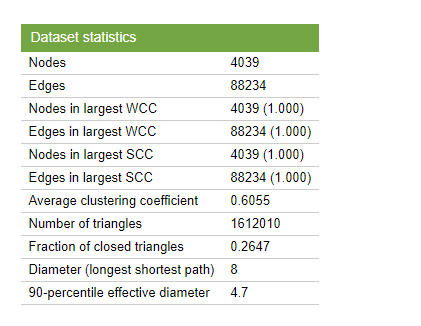 Dataset statistics
Nodes 4039
Edges 88234
Nodes in largest WCC 4039 (1.000)
Edges in largest WCC 88234 (1.000)
Nodes in largest SCC 4039 (1.000)
Edges in largest SCC 88234 (1.000)
Average clustering coefficient 0.6055
Number of triangles 1612010
Fraction of closed triangles 0.2647
Diameter (longest shortest path) 8
90-percentile effective diameter 4.7